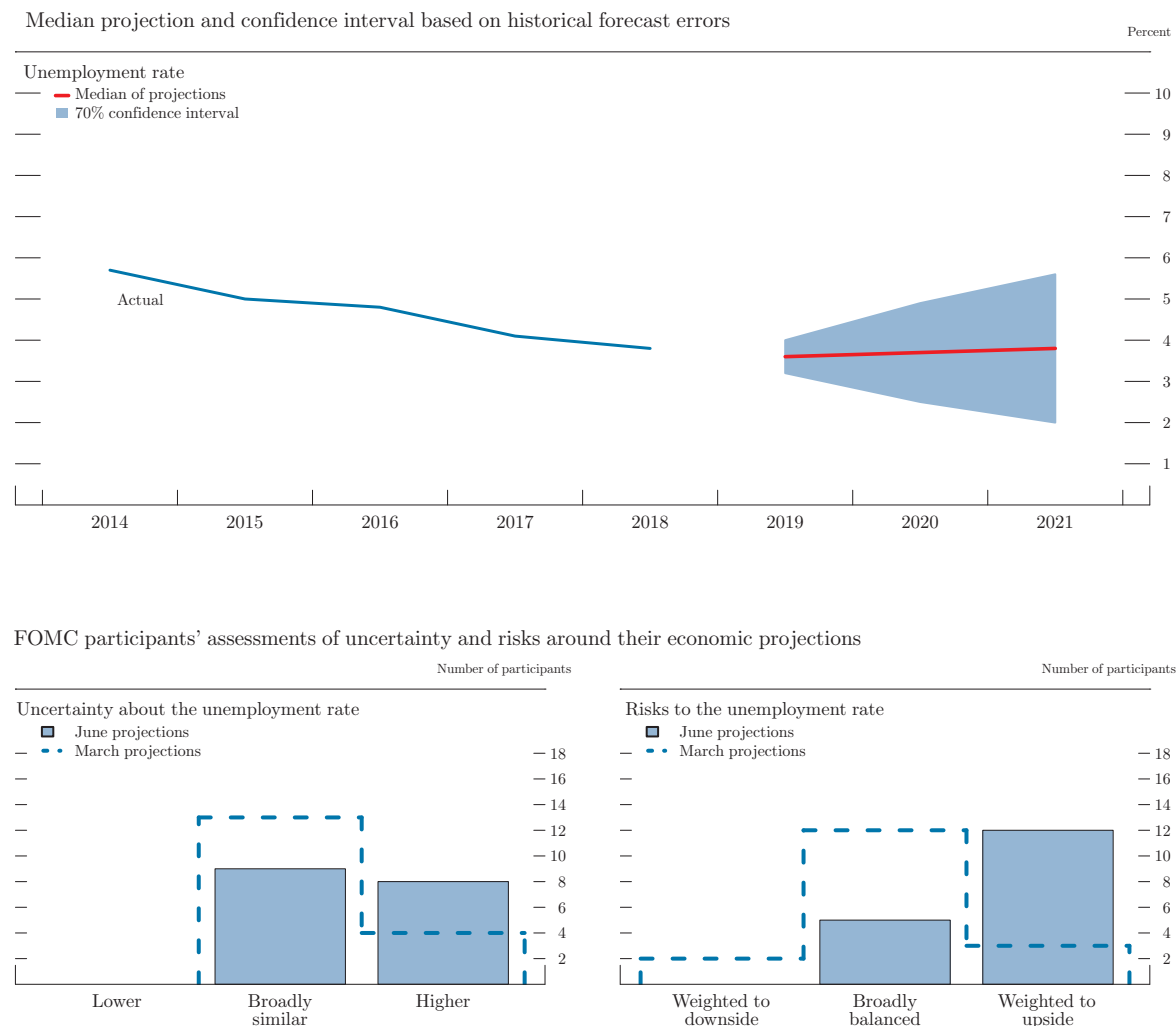 Median projection and confidence interval based on historical forecast errors
Percent
Unemployment rate
Median of projections
70% confidence interval
Actual
10
9
8
7
6
5
4
3
2
1
2014 2015 2016 2017 2018 2019 2020 2021
FOMC participants’ assessments of uncertainty and risks around their economic projections
Number of participants
Uncertainty about the unemployment rate
June projections
March projections
18
16
14
12
10
8
6
4
2
Lower Broadly similar Higher
Number of participants
Risks to the unemployment rate
June projections
March projections
18
16
14
12
10
8
6
4
2
Weighted to downside Broadly balanced Weighted to upside